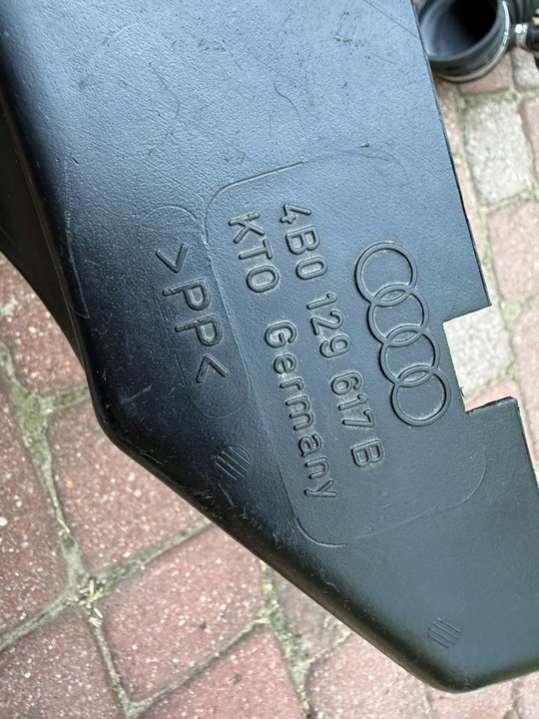 4B0 129 617 B
KTO Germany
>PP<